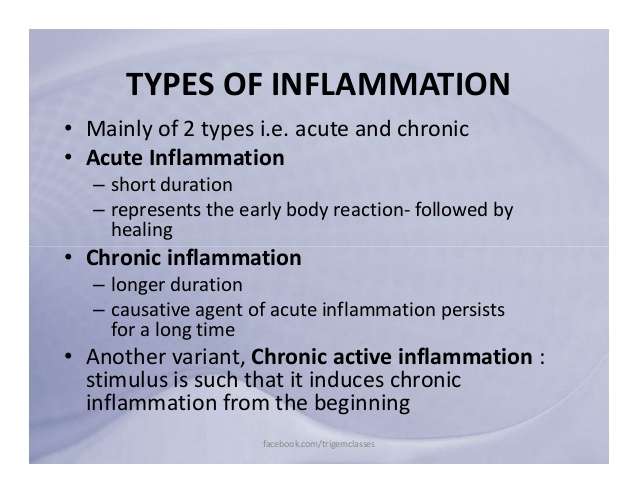 TYPES OF INFLAMMATION
• Mainly of 2 types i.e. acute and chronic
• Acute Inflammation
– short duration
– represents the early body reaction- followed by
healing
• Chronic inflammation
– longer duration
– causative agent of acute inflammation persists
for a long time
• Another variant, Chronic active inflammation :
stimulus is such that it induces chronic
inflammation from the beginning
facebook.com/trigemclasses